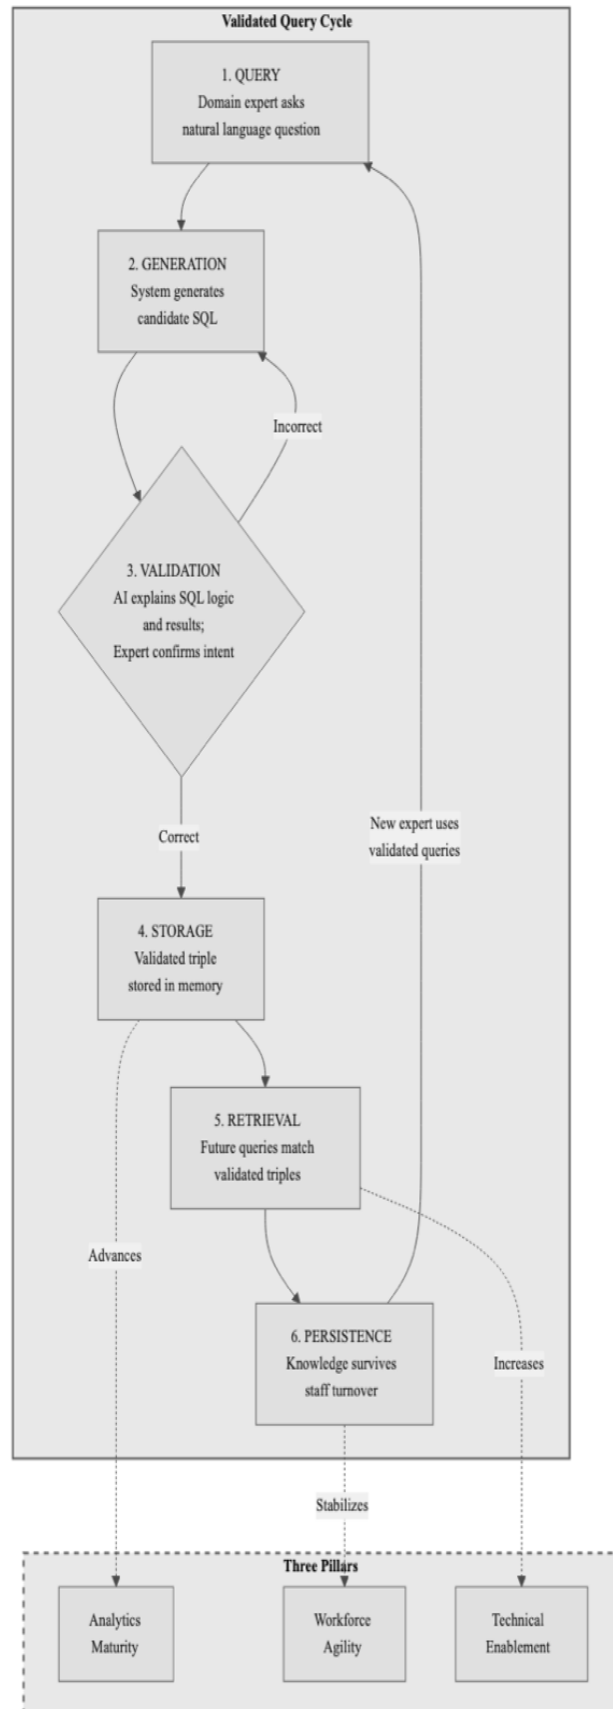 Validated Query Cycle
1. QUERY
Domain expert asks
natural language question
2. GENERATION
System generates
candidate SQL
Incorrect
3. VALIDATION
AI explains SQL logic
and results;
Expert confirms intent
New expert uses
validated queries
Correct
4. STORAGE
Validated triple
stored in memory
5. RETRIEVAL
Future queries match
validated triples
Advances
6. PERSISTENCE
Knowledge survives
staff turnover
Increases
Stabilizes
Three Pillars
Analytics
Maturity
Workforce
Agility
Technical
Enablement